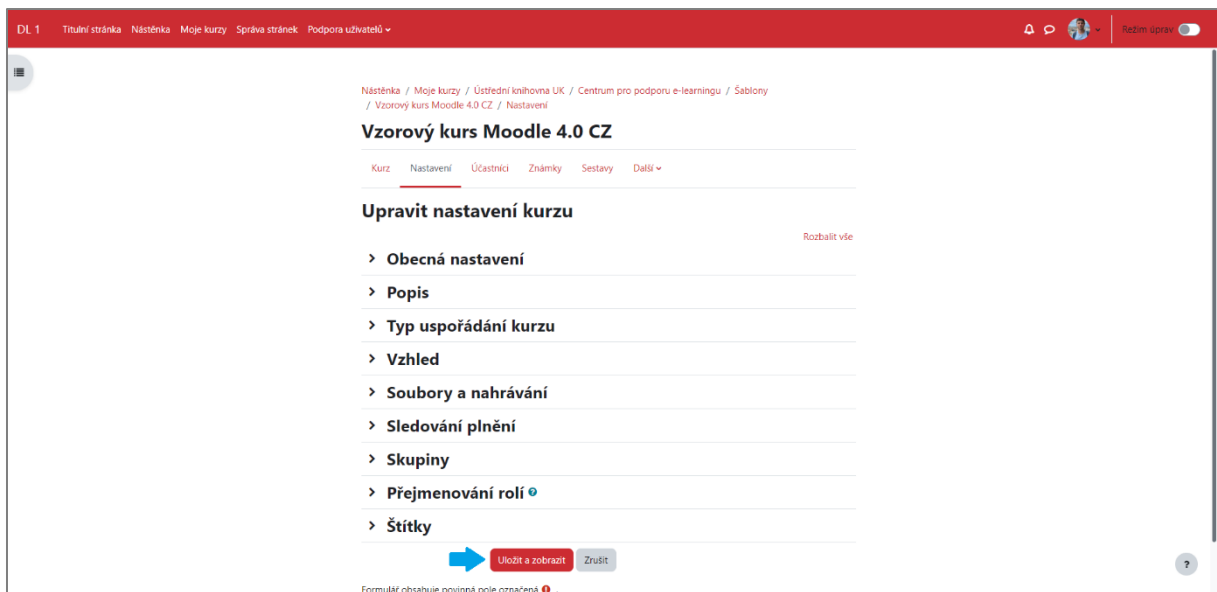 DL 1 Titulní stránka Nástěnka Moje kurzy Správa stránek Podpora uživatelů Režim úprav
Nástěnka / Moje kurzy / Ústřední knihovna UK / Centrum pro podporu e-learningu / Šablony
/ Vzorový kurs Moodle 4.0 CZ / Nastavení
Vzorový kurs Moodle 4.0 CZ
Kurz Nastavení Účastníci Známky Sestavy Další
Upravit nastavení kurzu
Rozbalit vše
Obecná nastavení
Popis
Typ uspořádání kurzu
Vzhled
Soubory a nahrávání
Sledování plnění
Skupiny
Přejmenování rolí ?
Štítky
Uložit a zobrazit Zrušit
?
Formulář obsahuje povinná pole označená ! .